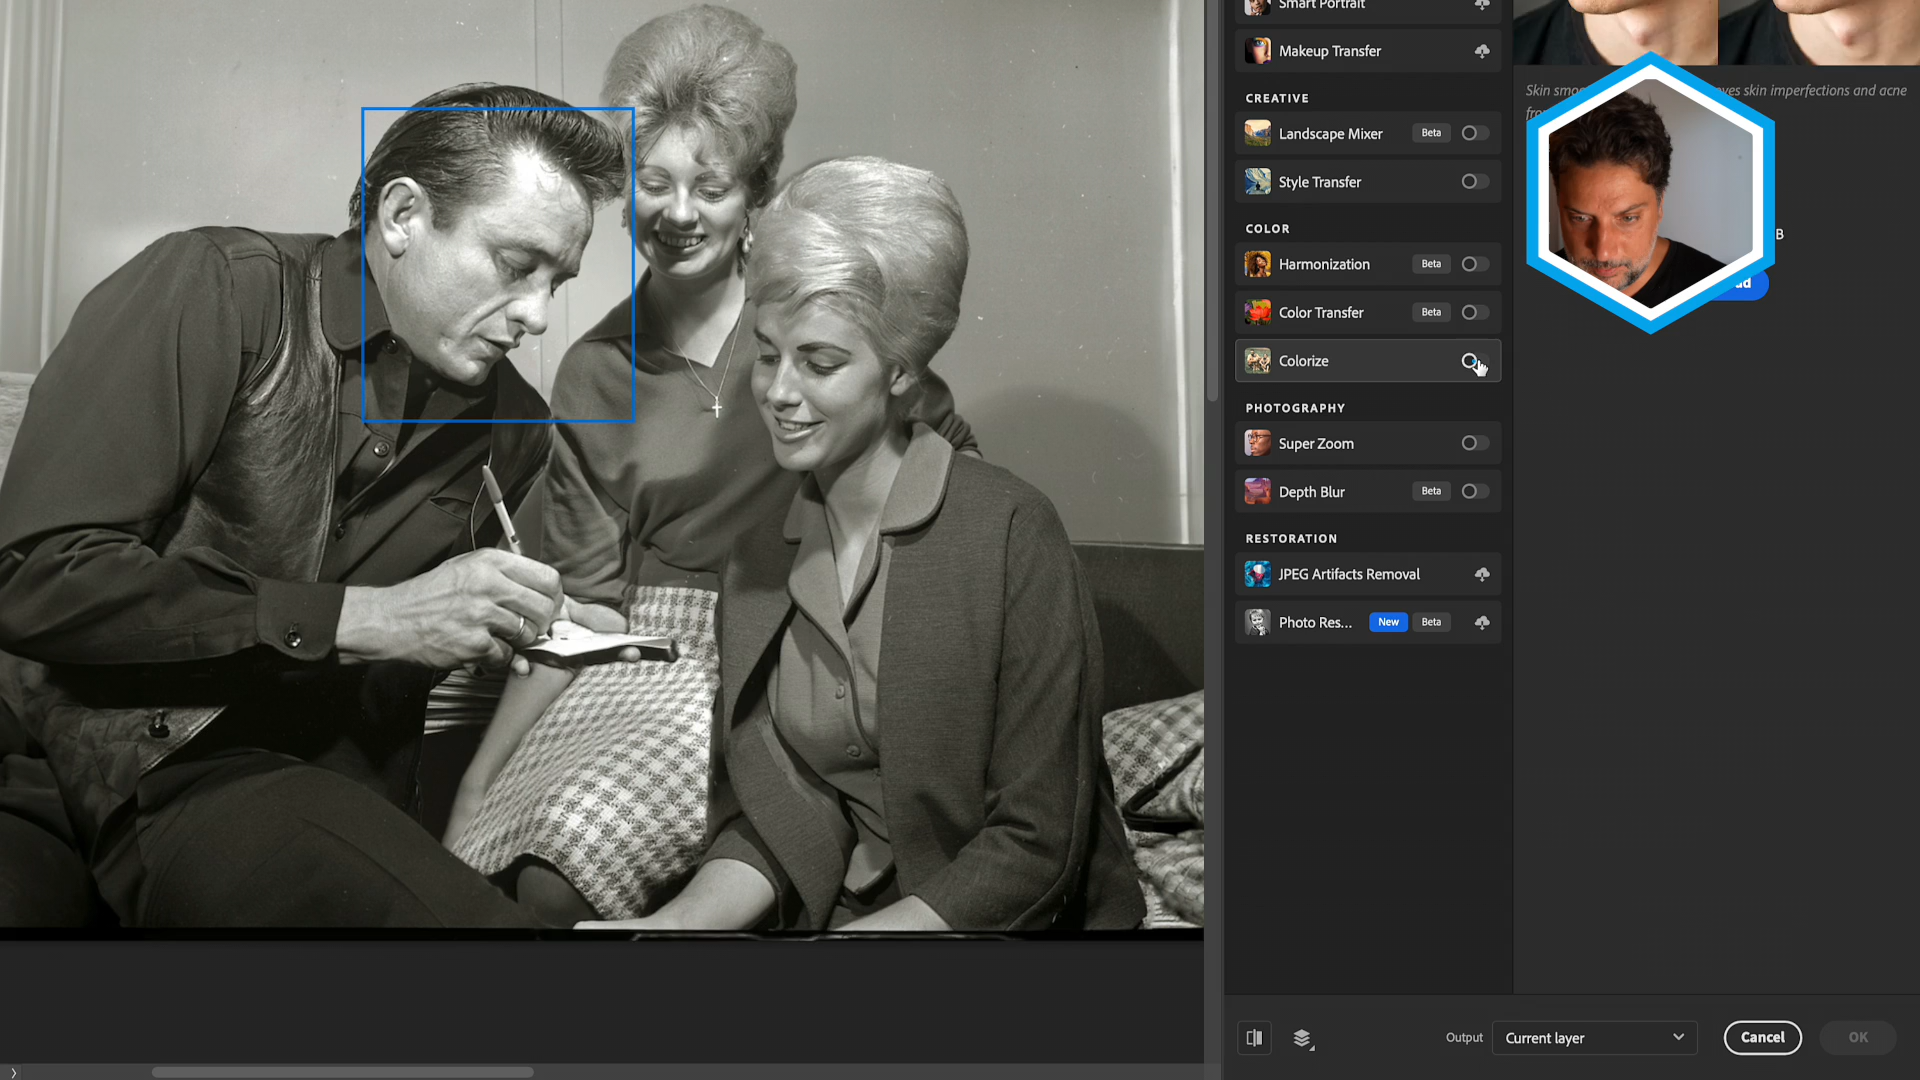 Smart Portrait
Makeup Transfer
CREATIVE
Landscape Mixer Beta
Style Transfer
COLOR
Harmonization Beta
Color Transfer Beta
Colorize
PHOTOGRAPHY
Super Zoom
Depth Blur Beta
RESTORATION
JPEG Artifacts Removal
Photo Res... New Beta
Skin
skin imperfections and acne
B
Output Current layer Cancel OK